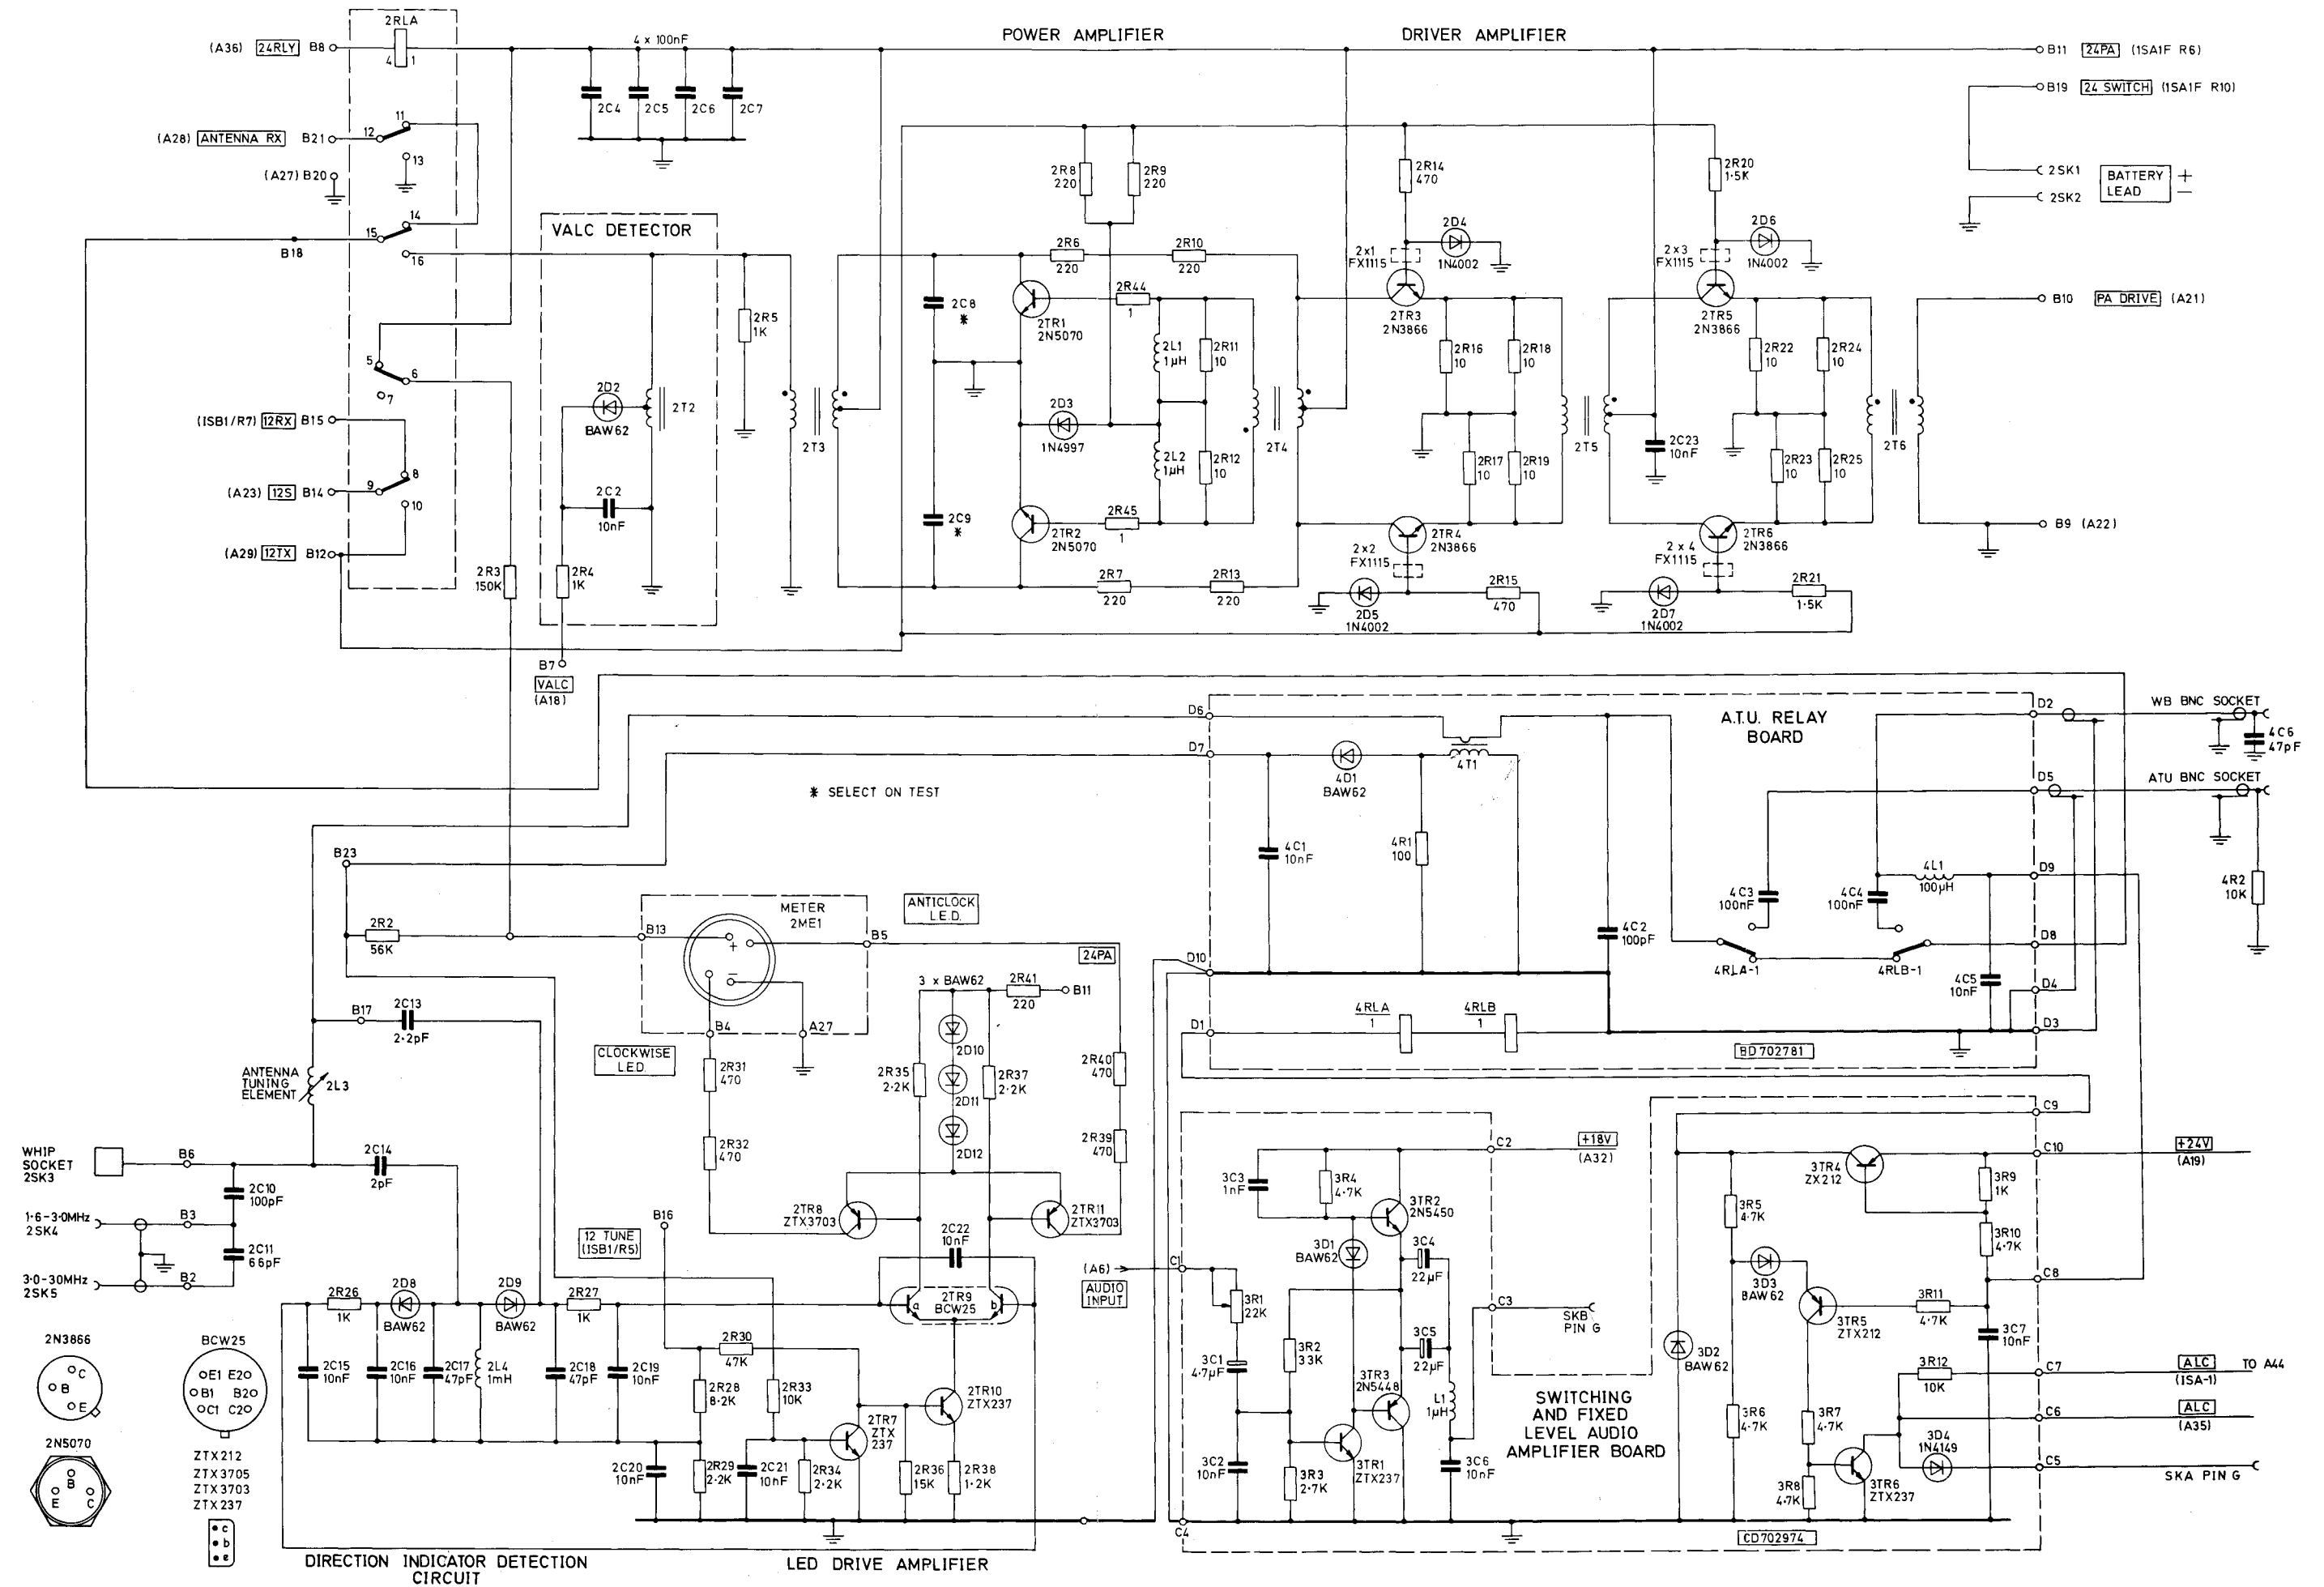 2RLA
4 1
(A36) 24RLY B8
4 x 100nF
2C4
2C5
2C6
2C7
POWER AMPLIFIER
DRIVER AMPLIFIER
B11 24PA (1SA1F R6)
B19 24 SWITCH (1SA1F R10)
2SK1
2SK2
BATTERY
LEAD
+
−
(A28) ANTENNA RX B21
12
11
13
(A27) B20
14
15
16
B18
5
6
7
(ISB1/R7) 12RX B15
8
(A23) 12S B14
9
10
(A29) 12TX B12
VALC DETECTOR
2D2
BAW62
2T2
2C2
10nF
2R3
150K
2R4
1K
B7
VALC
(A18)
2R5
1K
2T3
2C8
*
2C9
*
2R8
220
2R9
220
2R6
220
2R10
220
2TR1
2N5070
2R44
1
2L1
1µH
2R11
10
2D3
1N4997
2L2
1µH
2R12
10
2TR2
2N5070
2R45
1
2R7
220
2R13
220
2T4
2R14
470
2D4
1N4002
2x1
FX1115
2TR3
2N3866
2R16
10
2R18
10
2R17
10
2R19
10
2TR4
2N3866
2x2
FX1115
2D5
1N4002
2R15
470
2T5
2C23
10nF
2R20
1·5K
2D6
1N4002
2x3
FX1115
2TR5
2N3866
2R22
10
2R24
10
2R23
10
2R25
10
2TR6
2N3866
2x4
FX1115
2D7
1N4002
2R21
1·5K
2T6
B10 PA DRIVE (A21)
B9 (A22)
* SELECT ON TEST
D6
D7
A.T.U. RELAY
BOARD
4D1
BAW62
4T1
4C1
10nF
4R1
100
4C2
100pF
4C3
100nF
4C4
100nF
4L1
100µH
4RLA-1
4RLB-1
4C5
10nF
D10
D1
4RLA
1
4RLB
1
BD702781
D2
D5
D9
D8
D4
D3
WB BNC SOCKET
4C6
47pF
ATU BNC SOCKET
4R2
10K
B23
2R2
56K
B13
METER
2ME1
+
−
B5
B4
A27
ANTICLOCK
L.E.D.
CLOCKWISE
L.E.D.
24PA
3 x BAW62
2R41
220
B11
2D10
2D11
2D12
2R35
2·2K
2R37
2·2K
2R40
470
2R39
470
2R31
470
2R32
470
2TR8
ZTX3703
2TR11
ZTX3703
2C22
10nF
2TR9
BCW25
a
b
B17
2C13
2·2pF
ANTENNA
TUNING
ELEMENT
2L3
WHIP
SOCKET
2SK3
B6
2C14
2pF
2C10
100pF
1·6-3·0MHz
2SK4
B3
2C11
66pF
3·0-30MHz
2SK5
B2
2R26
1K
2D8
BAW62
2D9
BAW62
2R27
1K
2C15
10nF
2C16
10nF
2C17
47pF
2L4
1mH
2C18
47pF
2C19
10nF
B16
12 TUNE
(ISB1/R5)
2R30
47K
2R28
8·2K
2R33
10K
2TR7
ZTX
237
2TR10
ZTX237
2C20
10nF
2R29
2·2K
2C21
10nF
2R34
2·2K
2R36
15K
2R38
1·2K
2N3866
C
B
E
BCW25
E1 E2
B1 B2
C1 C2
2N5070
B
E C
ZTX212
ZTX3705
ZTX3703
ZTX237
c
b
e
DIRECTION INDICATOR DETECTION
CIRCUIT
LED DRIVE AMPLIFIER
C2
+18V
(A32)
3C3
1nF
3R4
4·7K
3TR2
2N5450
3D1
BAW62
3C4
22µF
C1
(A6)
AUDIO
INPUT
3R1
22K
3R2
33K
3C5
22µF
C3
SKB
PIN G
3C1
4·7µF
3TR3
2N5448
L1
1µH
3C2
10nF
3R3
2·7K
3TR1
ZTX237
3C6
10nF
C4
SWITCHING
AND FIXED
LEVEL AUDIO
AMPLIFIER BOARD
CD702974
C9
C10
+24V
(A19)
3TR4
ZX212
3R9
1K
3R10
4·7K
3R5
4·7K
3D3
BAW62
3TR5
ZTX212
3R11
4·7K
C8
3C7
10nF
3D2
BAW62
3R12
10K
C7
ALC
(1SA-1)
TO A44
3R6
4·7K
3R7
4·7K
C6
ALC
(A35)
3D4
1N4149
C5
SKA PIN G
3R8
4·7K
3TR6
ZTX237